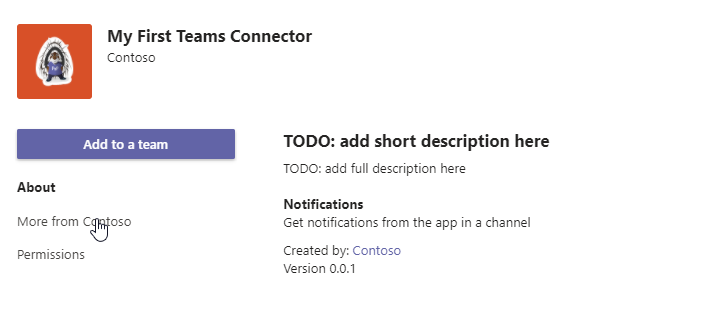 My First Teams Connector
Contoso
Add to a team
About
More from Contoso
Permissions
TODO: add short description here
TODO: add full description here
Notifications
Get notifications from the app in a channel
Created by: Contoso
Version 0.0.1